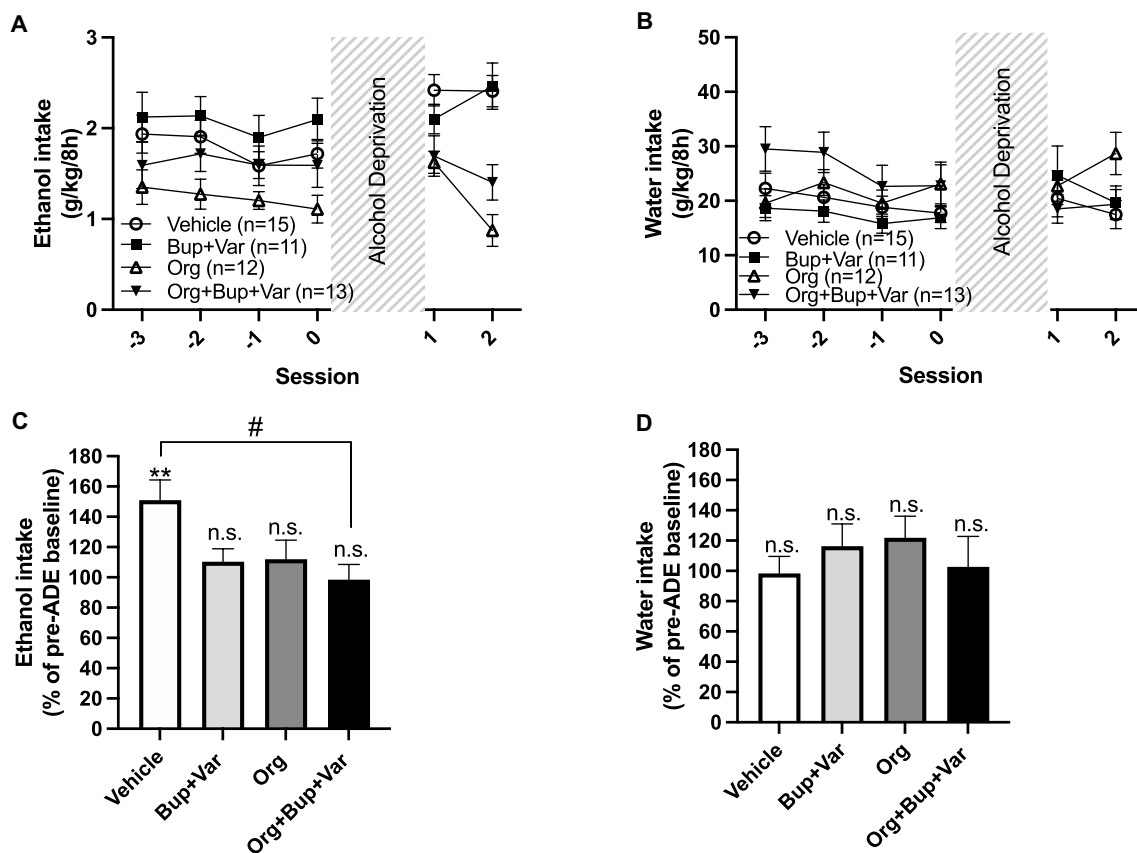 A
Ethanol intake
(g/kg/8h)
3
2
1
0
Vehicle (n=15)
Bup+Var (n=11)
Org (n=12)
Org+Bup+Var (n=13)
Alcohol Deprivation
-3
-2
-1
0
1
2
Session
B
Water intake
(g/kg/8h)
50
40
30
20
10
0
Vehicle (n=15)
Bup+Var (n=11)
Org (n=12)
Org+Bup+Var (n=13)
Alcohol Deprivation
-3
-2
-1
0
1
2
Session
C
Ethanol intake
(% of pre-ADE baseline)
180
160
140
120
100
80
60
40
20
0
#
**
n.s.
n.s.
n.s.
Vehicle
Bup+Var
Org
Org+Bup+Var
D
Water intake
(% of pre-ADE baseline)
180
160
140
120
100
80
60
40
20
0
n.s.
n.s.
n.s.
n.s.
Vehicle
Bup+Var
Org
Org+Bup+Var